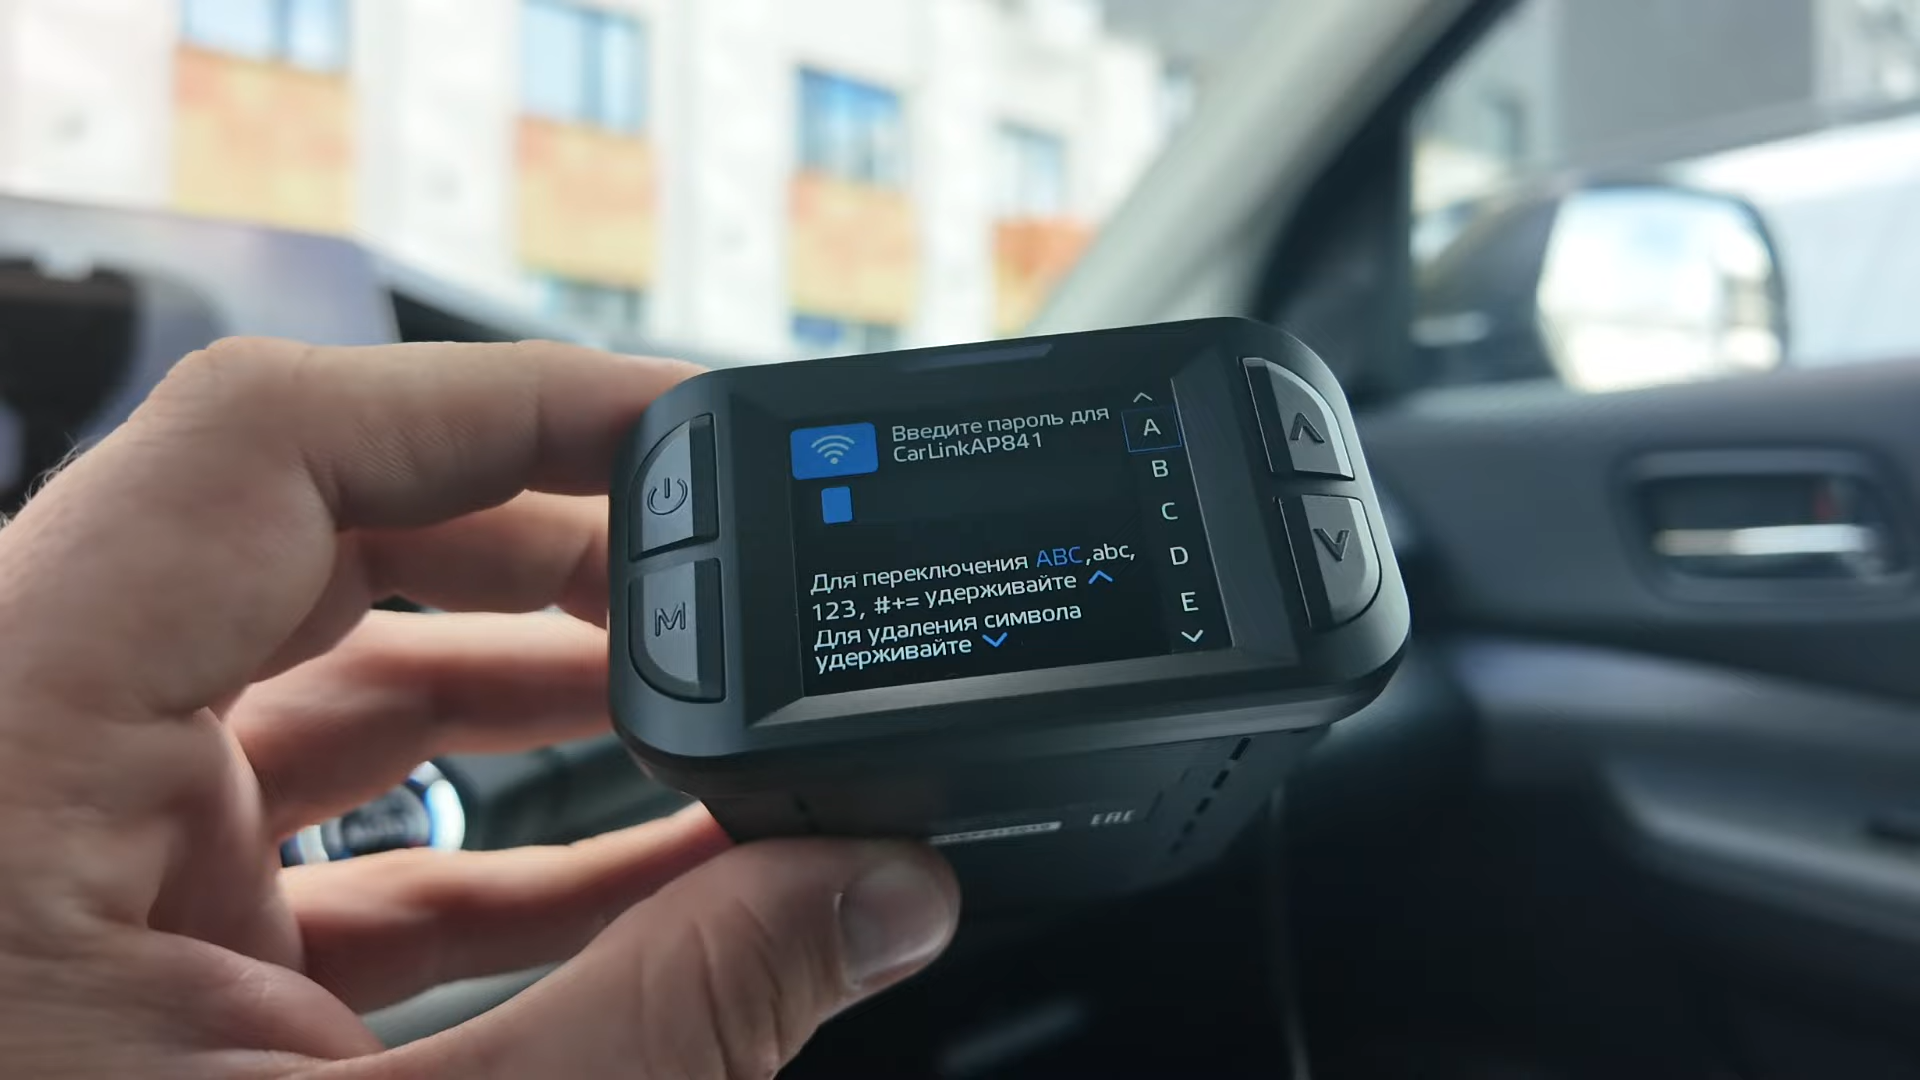 Введите пароль для
CarLinkAP841
A
B
C
D
E
Для переключения ABC,abc,
123, #+= удерживайте
Для удаления символа
удерживайте
M
EAC